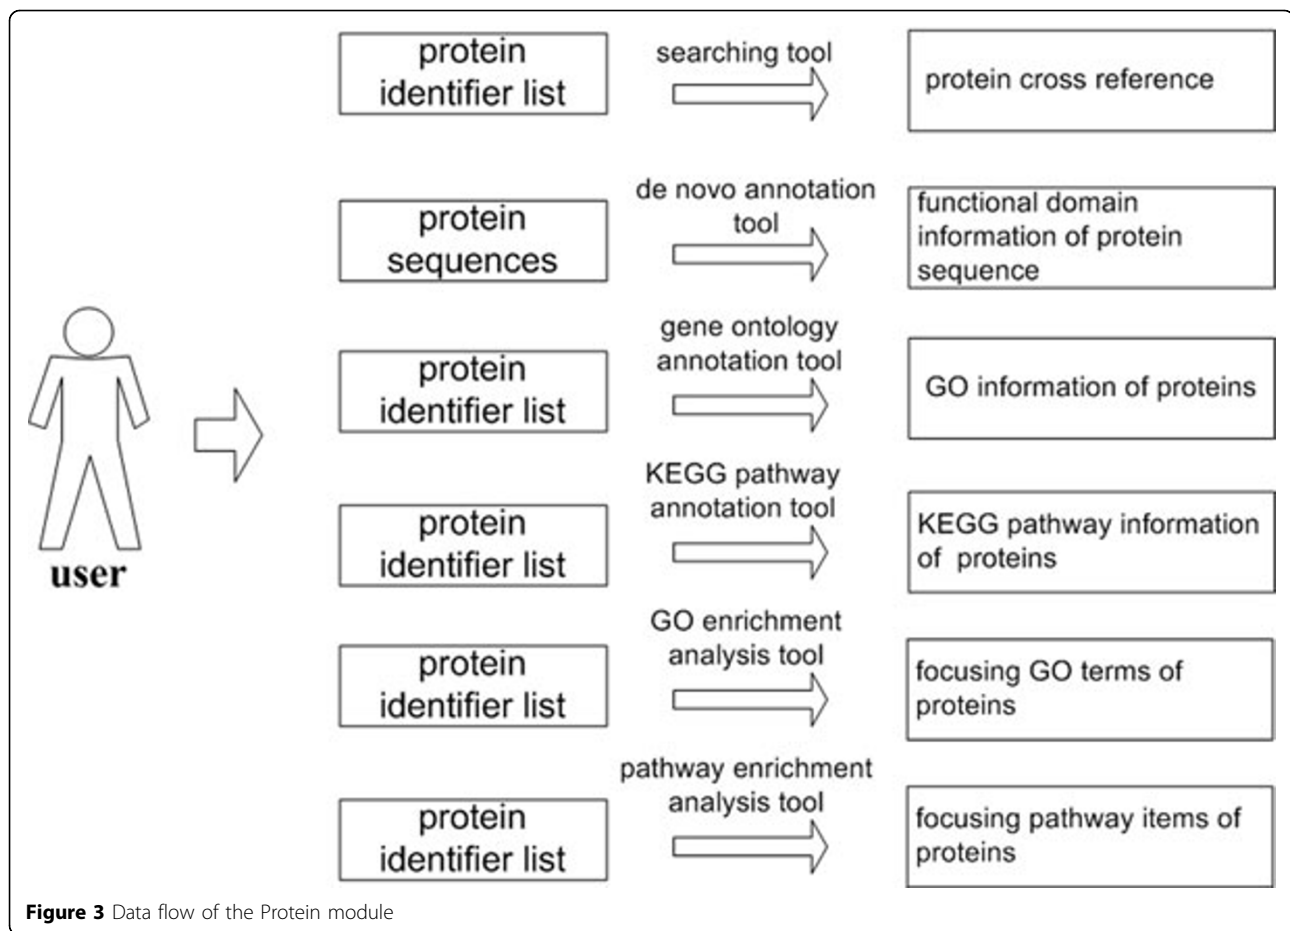 protein
identifier list
searching tool
protein cross reference
protein
sequences
de novo annotation
tool
functional domain
information of protein
sequence
protein
identifier list
gene ontology
annotation tool
GO information of proteins
user
protein
identifier list
KEGG pathway
annotation tool
KEGG pathway information
of proteins
protein
identifier list
GO enrichment
analysis tool
focusing GO terms of
proteins
protein
identifier list
pathway enrichment
analysis tool
focusing pathway items of
proteins
Figure 3 Data flow of the Protein module